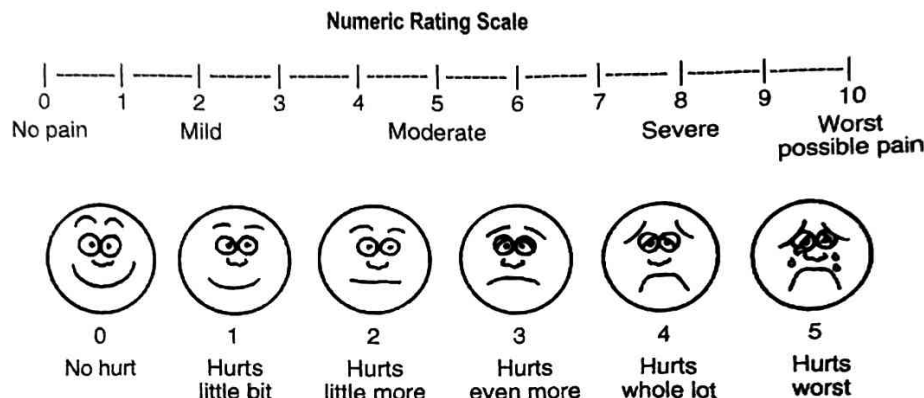 Numeric Rating Scale
0 1 2 3 4 5 6 7 8 9 10
No pain Mild Moderate Severe Worst possible pain
0 1 2 3 4 5
No hurt Hurts little bit Hurts little more Hurts even more Hurts whole lot Hurts worst